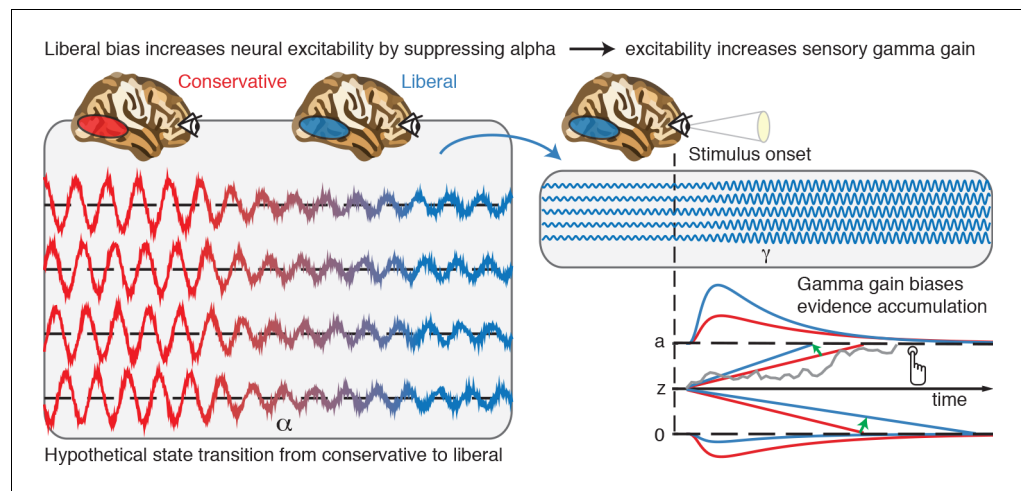 Liberal bias increases neural excitability by suppressing alpha → excitability increases sensory gamma gain
Conservative
Liberal
Stimulus onset
γ
Gamma gain biases
evidence accumulation
a
z
time
0
α
Hypothetical state transition from conservative to liberal